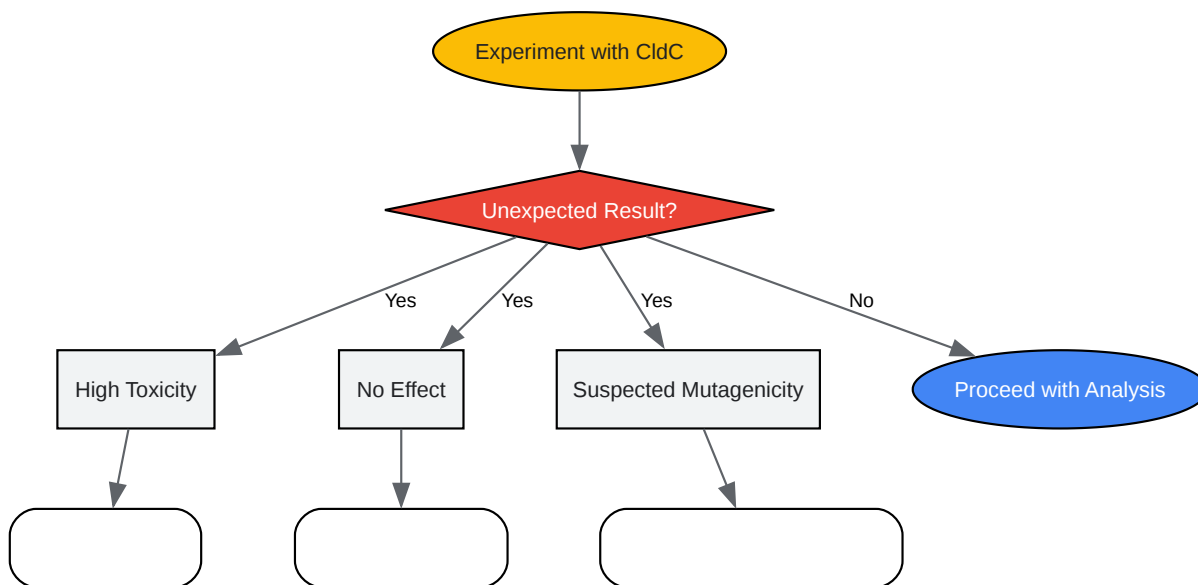 Experiment with CldC
Unexpected Result?
Yes
Yes
Yes
No
High Toxicity
No Effect
Suspected Mutagenicity
Proceed with Analysis